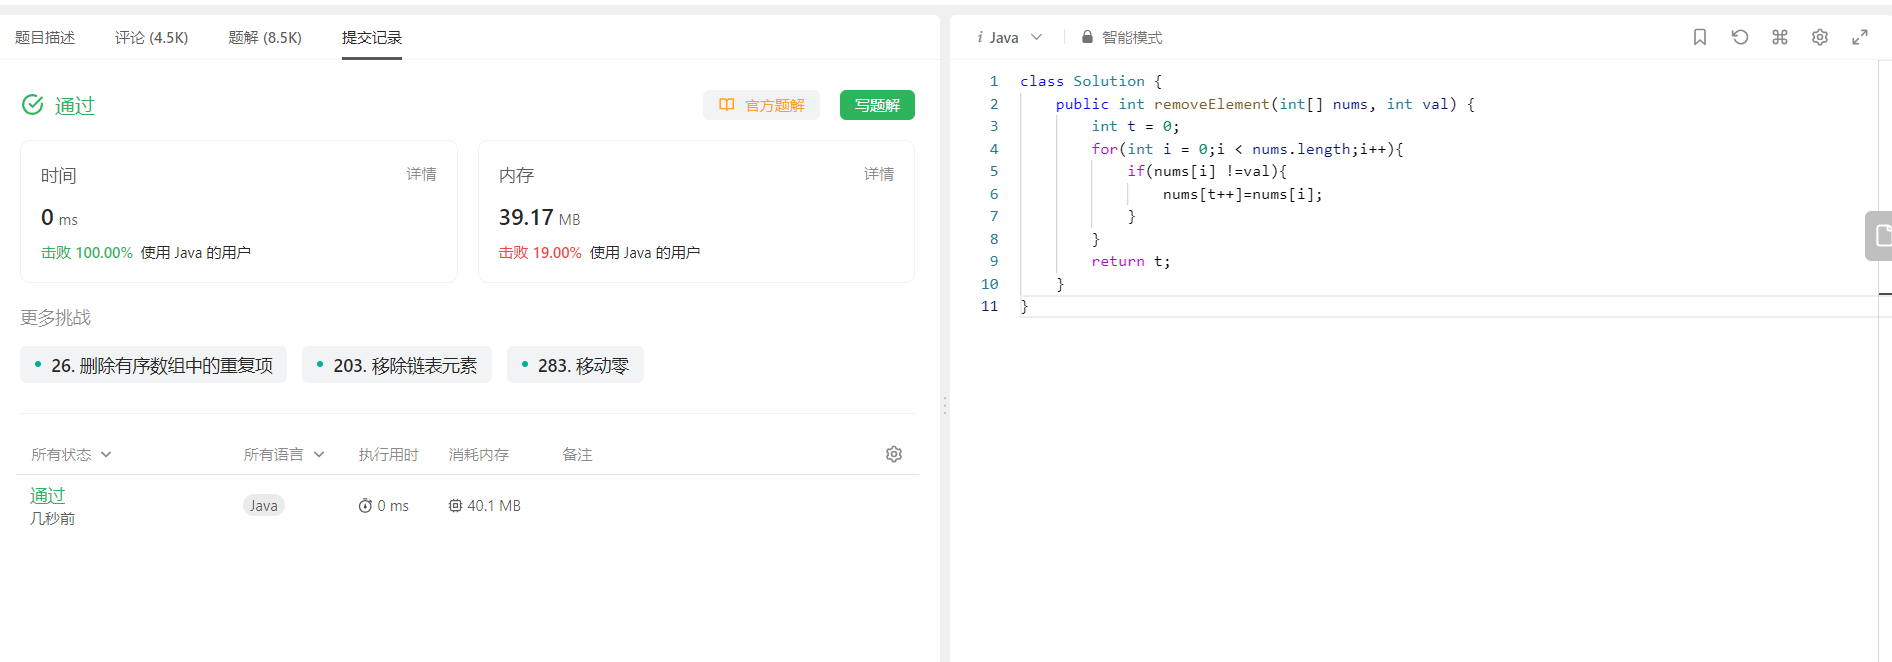 题目描述 评论 (4.5K) 题解 (8.5K) 提交记录
通过 官方题解 写题解
时间 详情
0 ms
击败 100.00% 使用 Java 的用户
内存 详情
39.17 MB
击败 19.00% 使用 Java 的用户
更多挑战
26. 删除有序数组中的重复项 203. 移除链表元素 283. 移动零
所有状态 所有语言 执行用时 消耗内存 备注
通过 Java 0 ms 40.1 MB
几秒前
i Java 智能模式
1 class Solution {
2 public int removeElement(int[] nums, int val) {
3 int t = 0;
4 for(int i = 0;i < nums.length;i++){
5 if(nums[i] !=val){
6 nums[t++]=nums[i];
7 }
8 }
9 return t;
10 }
11 }